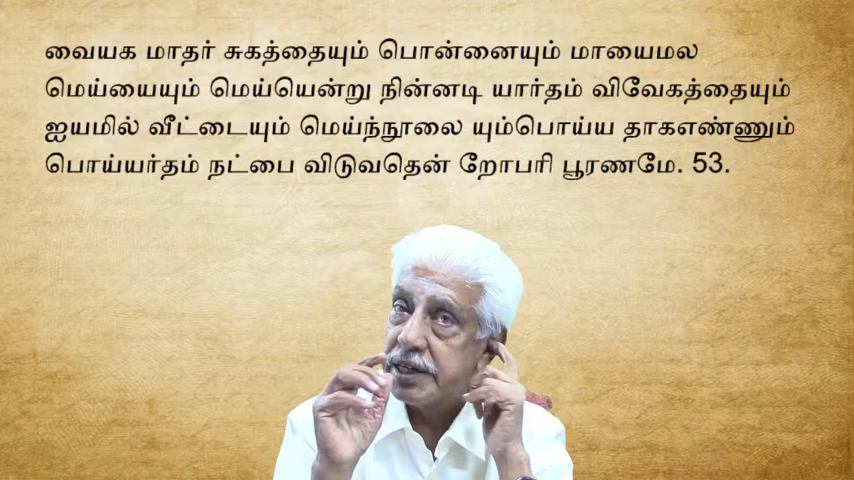 வையக மாதர் சுகத்தையும் பொன்னையும் மாயைமல
மெய்யையும் மெய்யென்று நின்னடி யார்தம் விவேகத்தையும்
ஐயமில் வீட்டையும் மெய்ந்நூலை யும்பொய்ய தாகஎண்ணும்
பொய்யர்தம் நட்பை விடுவதென் றோபரி பூரணமே. 53.